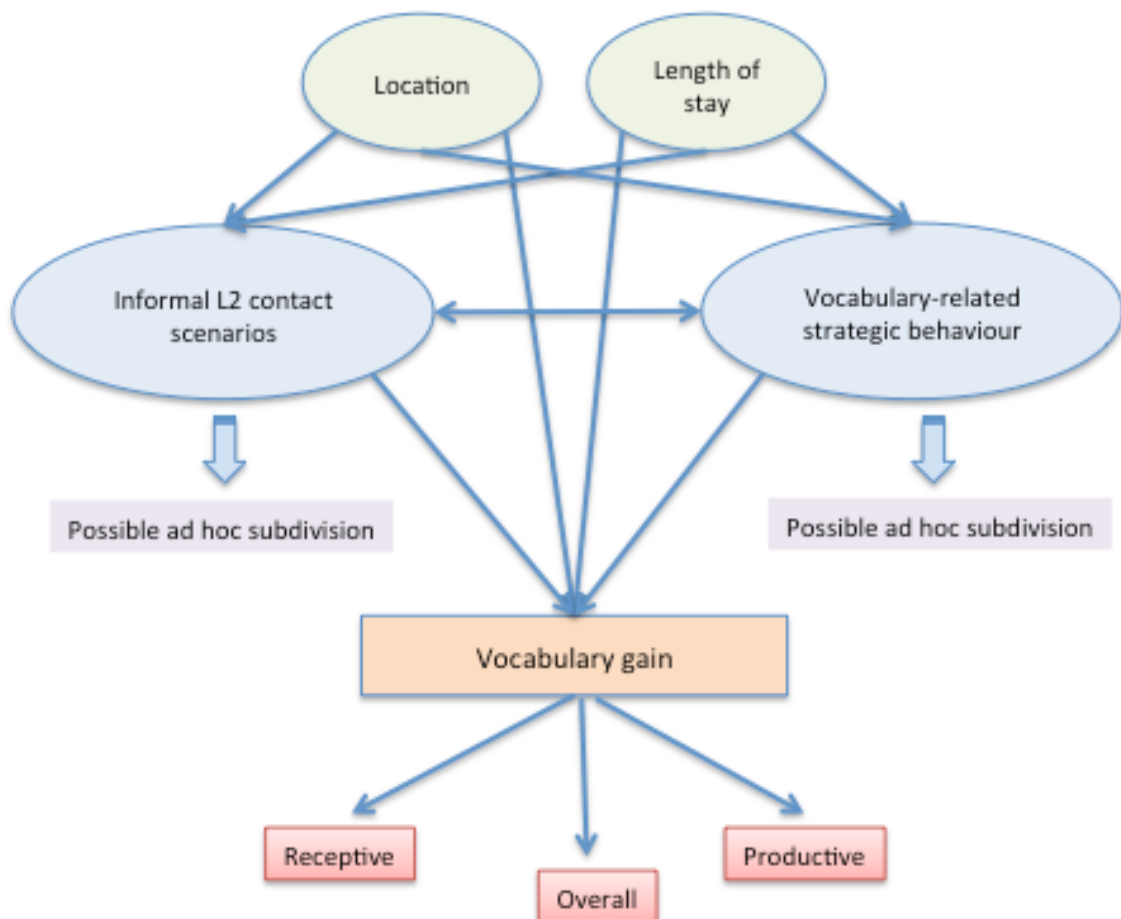 Location
Length of
stay
Informal L2 contact
scenarios
Vocabulary-related
strategic behaviour
Possible ad hoc subdivision
Possible ad hoc subdivision
Vocabulary gain
Receptive
Productive
Overall